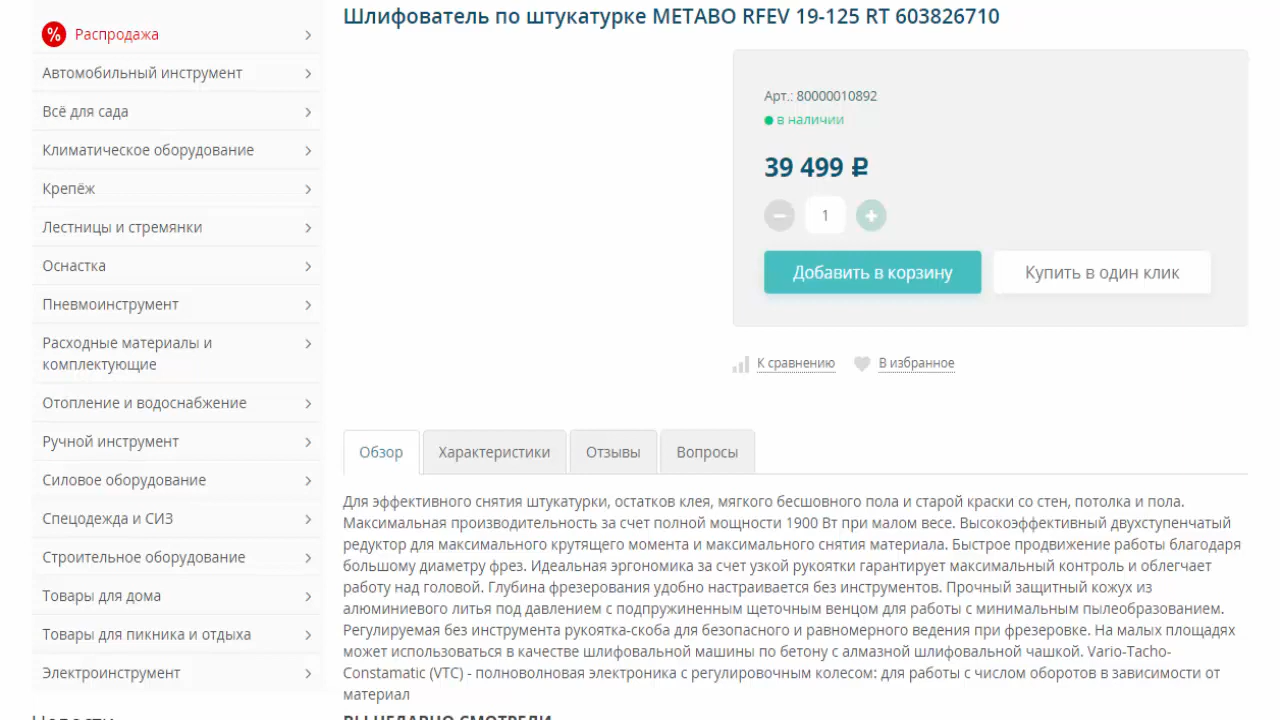 Шлифователь по штукатурке METABO RFEV 19-125 RT 603826710
% Распродажа
Автомобильный инструмент
Всё для сада
Климатическое оборудование
Крепёж
Лестницы и стремянки
Оснастка
Пневмоинструмент
Расходные материалы и
комплектующие
Отопление и водоснабжение
Ручной инструмент
Силовое оборудование
Спецодежда и СИЗ
Строительное оборудование
Товары для дома
Товары для пикника и отдыха
Электроинструмент
Новости
Арт.: 80000010892
в наличии
39 499 ₽
− 1 +
Добавить в корзину Купить в один клик
К сравнению В избранное
Обзор Характеристики Отзывы Вопросы
Для эффективного снятия штукатурки, остатков клея, мягкого бесшовного пола и старой краски со стен, потолка и пола.
Максимальная производительность за счет полной мощности 1900 Вт при малом весе. Высокоэффективный двухступенчатый
редуктор для максимального крутящего момента и максимального снятия материала. Быстрое продвижение работы благодаря
большому диаметру фрез. Идеальная эргономика за счет узкой рукоятки гарантирует максимальный контроль и облегчает
работу над головой. Глубина фрезерования удобно настраивается без инструментов. Прочный защитный кожух из
алюминиевого литья под давлением с подпружиненным щеточным венцом для работы с минимальным пылеобразованием.
Регулируемая без инструмента рукоятка-скоба для безопасного и равномерного ведения при фрезеровке. На малых площадях
может использоваться в качестве шлифовальной машины по бетону с алмазной шлифовальной чашкой. Vario-Tacho-
Constamatic (VTC) - полноволновая электроника с регулировочным колесом: для работы с числом оборотов в зависимости от
материал
ВЫ НЕДАВНО СМОТРЕЛИ